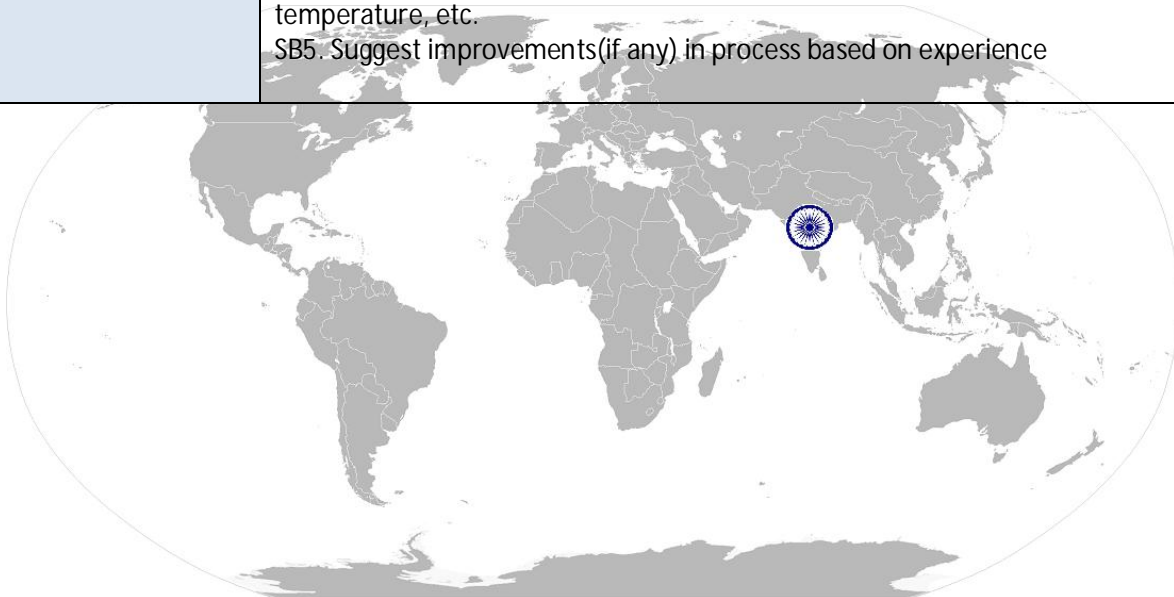 temperature, etc.
SB5. Suggest improvements(if any) in process based on experience